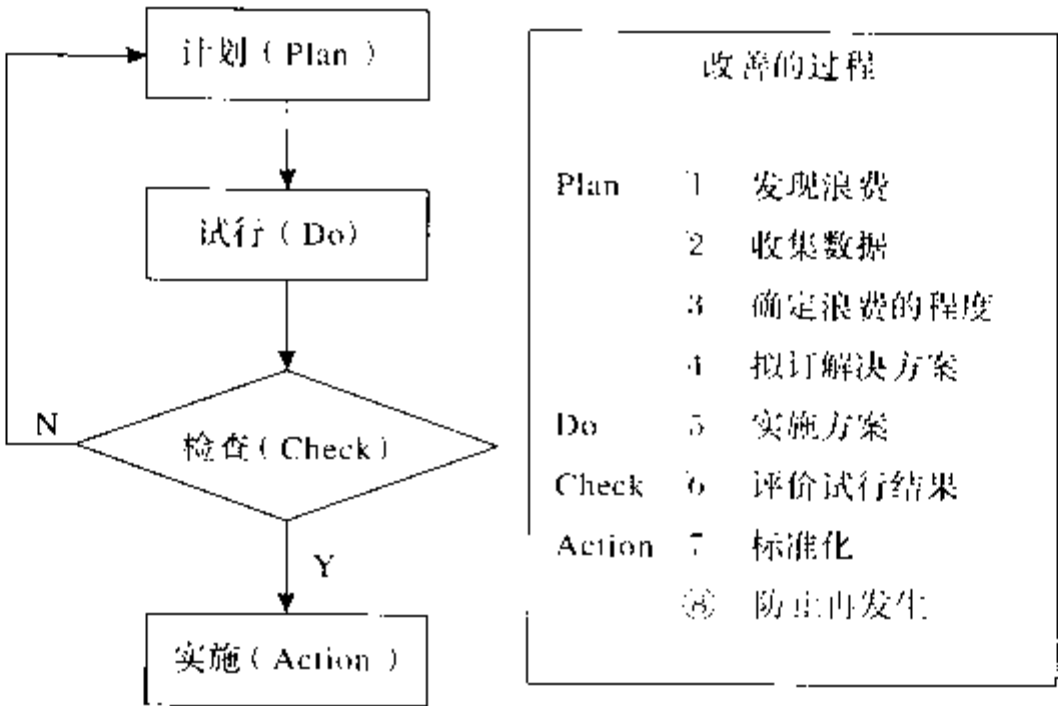 计划(Plan)
试行(Do)
N
检查(Check)
Y
实施(Action)
改善的过程
Plan 1 发现浪费
2 收集数据
3 确定浪费的程度
4 拟订解决方案
Do 5 实施方案
Check 6 评价试行结果
Action 7 标准化
⑧ 防止再发生